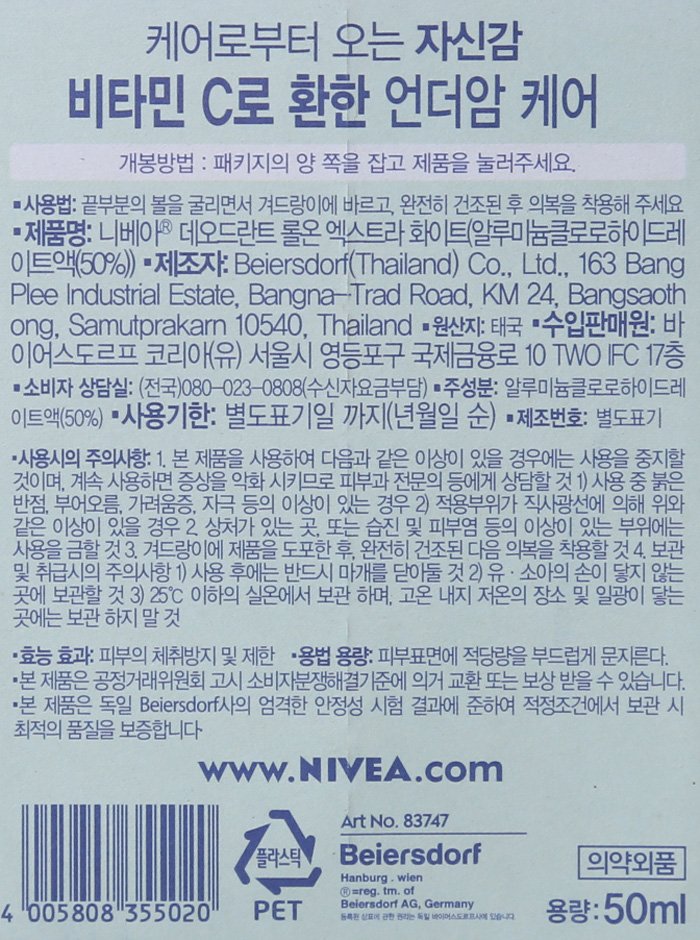 케어로부터 오는 자신감
비타민 C로 환한 언더암 케어
개봉방법 : 패키지의 양 쪽을 잡고 제품을 눌러주세요.
▪사용법: 끝부분의 볼을 굴리면서 겨드랑이에 바르고, 완전히 건조된 후 의복을 착용해 주세요
▪제품명: 니베아® 데오드란트 롤온 엑스트라 화이트(알루미늄클로로하이드레
이트액(50%)) ▪제조자: Beiersdorf(Thailand) Co., Ltd., 163 Bang
Plee Industrial Estate, Bangna-Trad Road, KM 24, Bangsaoth
ong, Samutprakarn 10540, Thailand ▪원산지: 태국 ▪수입판매원: 바
이어스도르프 코리아(유) 서울시 영등포구 국제금융로 10 TWO IFC 17층
▪소비자 상담실: (전국)080-023-0808(수신자요금부담) ▪주성분: 알루미늄클로로하이드레
이트액(50%) ▪사용기한: 별도표기일 까지(년월일 순) ▪제조번호: 별도표기
▪사용시의 주의사항: 1. 본 제품을 사용하여 다음과 같은 이상이 있을 경우에는 사용을 중지할
것이며, 계속 사용하면 증상을 악화 시키므로 피부과 전문의 등에게 상담할 것 1) 사용 중 붉은
반점, 부어오름, 가려움증, 자극 등의 이상이 있는 경우 2) 적용부위가 직사광선에 의해 위와
같은 이상이 있을 경우 2. 상처가 있는 곳, 또는 습진 및 피부염 등의 이상이 있는 부위에는
사용을 금할 것 3. 겨드랑이에 제품을 도포한 후, 완전히 건조된 다음 의복을 착용할 것 4. 보관
및 취급시의 주의사항 1) 사용 후에는 반드시 마개를 닫아둘 것 2) 유·소아의 손이 닿지 않는
곳에 보관할 것 3) 25℃ 이하의 실온에서 보관 하며, 고온 내지 저온의 장소 및 일광이 닿는
곳에는 보관 하지 말 것
▪효능 효과: 피부의 체취방지 및 제한 ▪용법 용량: 피부표면에 적당량을 부드럽게 문지른다.
▪본 제품은 공정거래위원회 고시 소비자분쟁해결기준에 의거 교환 또는 보상 받을 수 있습니다.
▪본 제품은 독일 Beiersdorf사의 엄격한 안정성 시험 결과에 준하여 적정조건에서 보관 시
최적의 품질을 보증합니다.
www.NIVEA.com
4 005808 355020
플라스틱
PET
Art No. 83747
Beiersdorf
Hanburg . wien
®=reg. tm. of
Beiersdorf AG, Germany
등록된 상표에 관한 권리는 독일 바이어스도르프사에 있습니다.
의약외품
용량: 50ml